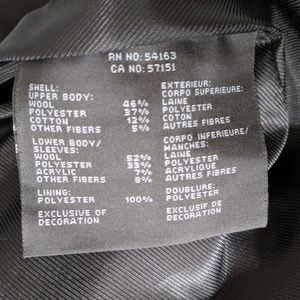 RN NO: 54163
CA NO: 57151
SHELL:
UPPER BODY:
WOOL 46%
POLYESTER 37%
COTTON 12%
OTHER FIBERS 5%
LOWER BODY/
SLEEVES:
WOOL 52%
POLYESTER 33%
ACRYLIC 7%
OTHER FIBERS 8%
LINING:
POLYESTER 100%
EXCLUSIVE OF
DECORATION
EXTERIEUR:
CORPO SUPERIEURE:
LAINE
POLYESTER
COTON
AUTRES FIBRES
CORPO INFERIEURE/
MANCHES:
LAINE
POLYESTER
ACRYLIQUE
AUTRES FIBRES
DOUBLURE:
POLYESTER
EXCLUSIF DE
DECORATION